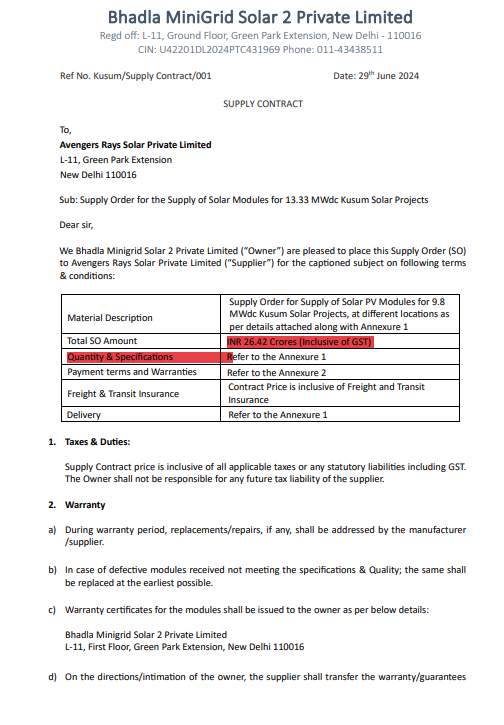 Bhadla MiniGrid Solar 2 Private Limited
Regd off: L-11, Ground Floor, Green Park Extension, New Delhi - 110016
CIN: U42201DL2024PTC431969 Phone: 011-43438511
Ref No. Kusum/Supply Contract/001 Date: 29th June 2024
SUPPLY CONTRACT
To,
Avengers Rays Solar Private Limited
L-11, Green Park Extension
New Delhi 110016
Sub: Supply Order for the Supply of Solar Modules for 13.33 MWdc Kusum Solar Projects
Dear sir,
We Bhadla Minigrid Solar 2 Private Limited (“Owner”) are pleased to place this Supply Order (SO)
to Avengers Rays Solar Private Limited (“Supplier”) for the captioned subject on following terms
& conditions:
Material Description
Supply Order for Supply of Solar PV Modules for 9.8
MWdc Kusum Solar Projects, at different locations as
per details attached along with Annexure 1
Total SO Amount INR 26.42 Crores (Inclusive of GST)
Quantity & Specifications Refer to the Annexure 1
Payment terms and Warranties Refer to the Annexure 2
Freight & Transit Insurance
Contract Price is inclusive of Freight and Transit
Insurance
Delivery Refer to the Annexure 1
1. Taxes & Duties:
Supply Contract price is inclusive of all applicable taxes or any statutory liabilities including GST.
The Owner shall not be responsible for any future tax liability of the supplier.
2. Warranty
a) During warranty period, replacements/repairs, if any, shall be addressed by the manufacturer
/supplier.
b) In case of defective modules received not meeting the specifications & Quality; the same shall
be replaced at the earliest possible.
c) Warranty certificates for the modules shall be issued to the owner as per below details:
Bhadla Minigrid Solar 2 Private Limited
L-11, First Floor, Green Park Extension, New Delhi 110016
d) On the directions/intimation of the owner, the supplier shall transfer the warranty/guarantees